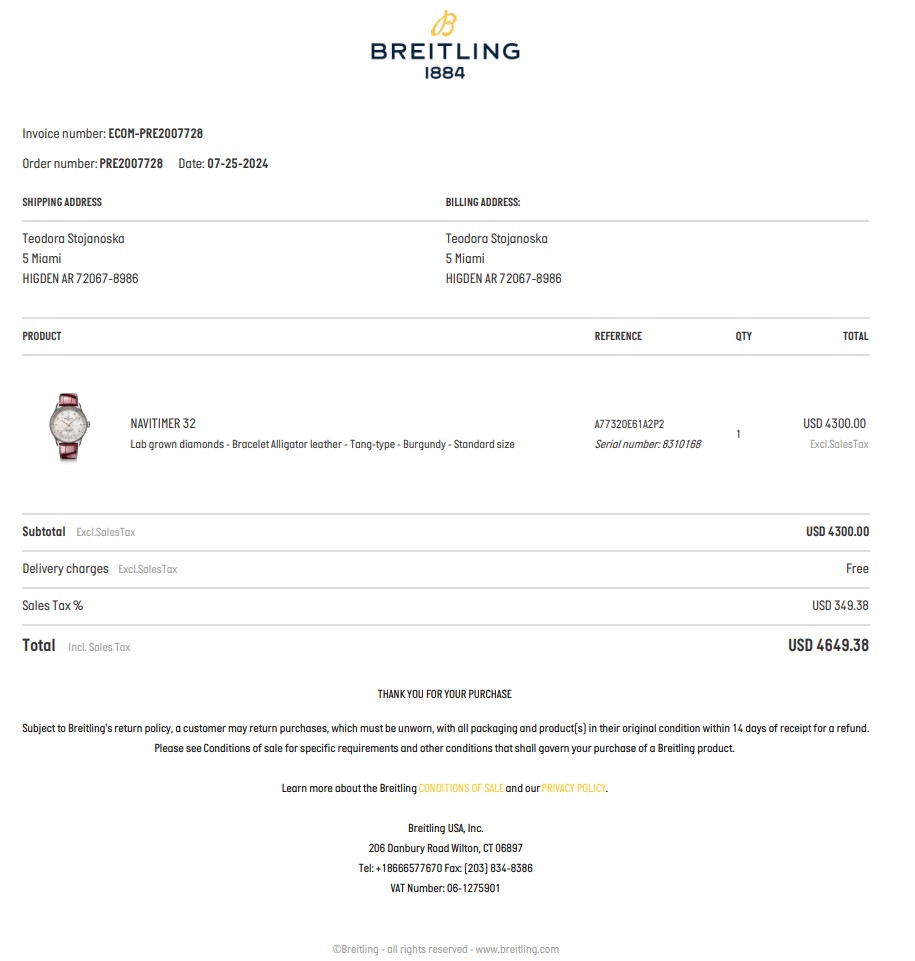 BREITLING
1884
Invoice number: ECOM-PRE2007728
Order number: PRE2007728 Date: 07-25-2024
SHIPPING ADDRESS
Teodora Stojanoska
5 Miami
HIGDEN AR 72067-8986
BILLING ADDRESS:
Teodora Stojanoska
5 Miami
HIGDEN AR 72067-8986
PRODUCT REFERENCE QTY TOTAL
NAVITIMER 32
Lab grown diamonds - Bracelet Alligator leather - Tang-type - Burgundy - Standard size
A77320E61A2P2
Serial number: 8310168
1
USD 4300.00
Excl.SalesTax
Subtotal Excl.SalesTax USD 4300.00
Delivery charges Excl.SalesTax Free
Sales Tax % USD 349.38
Total Incl. Sales Tax USD 4649.38
THANK YOU FOR YOUR PURCHASE
Subject to Breitling's return policy, a customer may return purchases, which must be unworn, with all packaging and product(s) in their original condition within 14 days of receipt for a refund.
Please see Conditions of sale for specific requirements and other conditions that shall govern your purchase of a Breitling product.
Learn more about the Breitling CONDITIONS OF SALE and our PRIVACY POLICY.
Breitling USA, Inc.
206 Danbury Road Wilton, CT 06897
Tel: +18666577670 Fax: (203) 834-8386
VAT Number: 06-1275901
©Breitling - all rights reserved - www.breitling.com